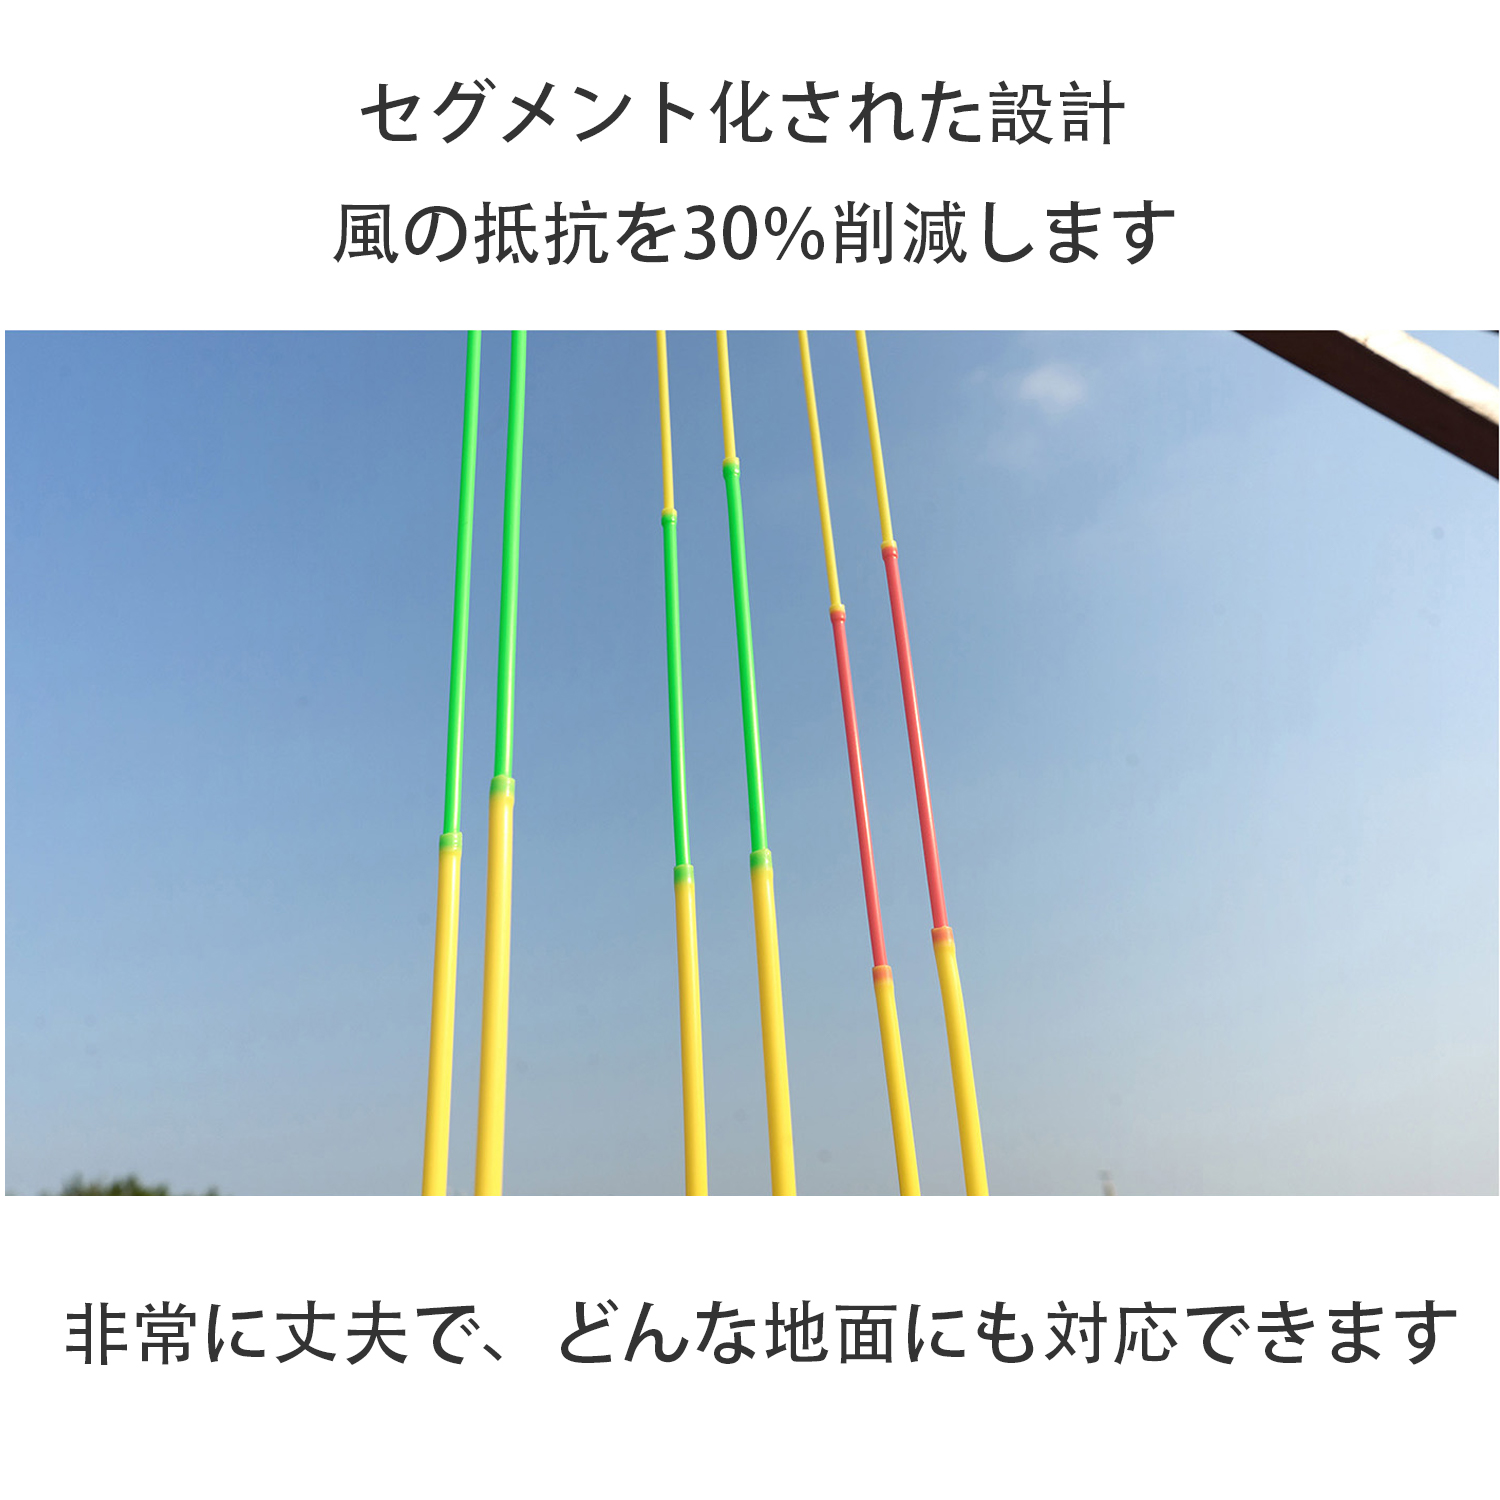 セグメント化された設計
風の抵抗を30%削減します
非常に丈夫で、どんな地面にも対応できます